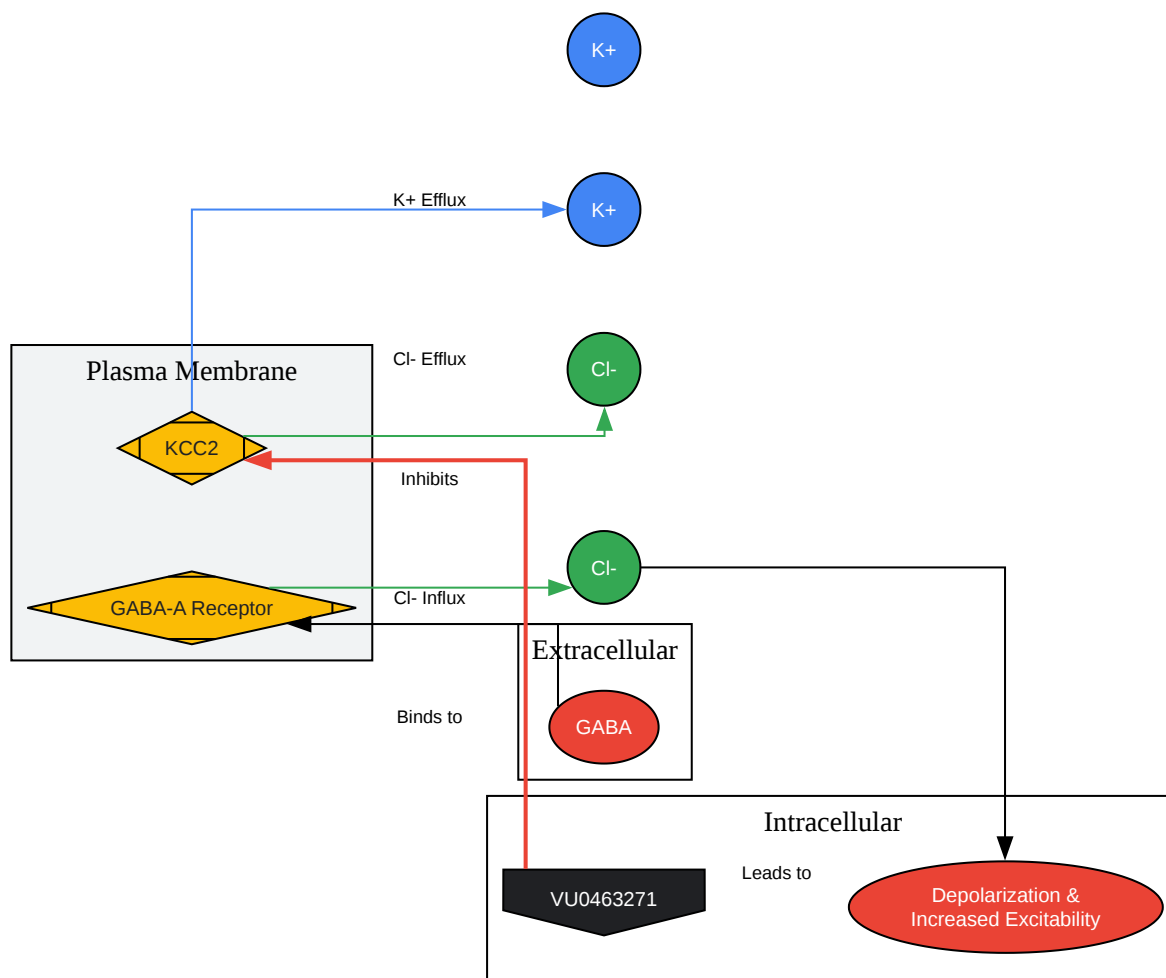 K+
K+ Efflux
K+
Plasma Membrane
Cl- Efflux
Cl-
KCC2
Inhibits
Cl-
Cl- Influx
GABA-A Receptor
Extracellular
Binds to
GABA
Intracellular
Leads to
VU0463271
Depolarization &
Increased Excitability